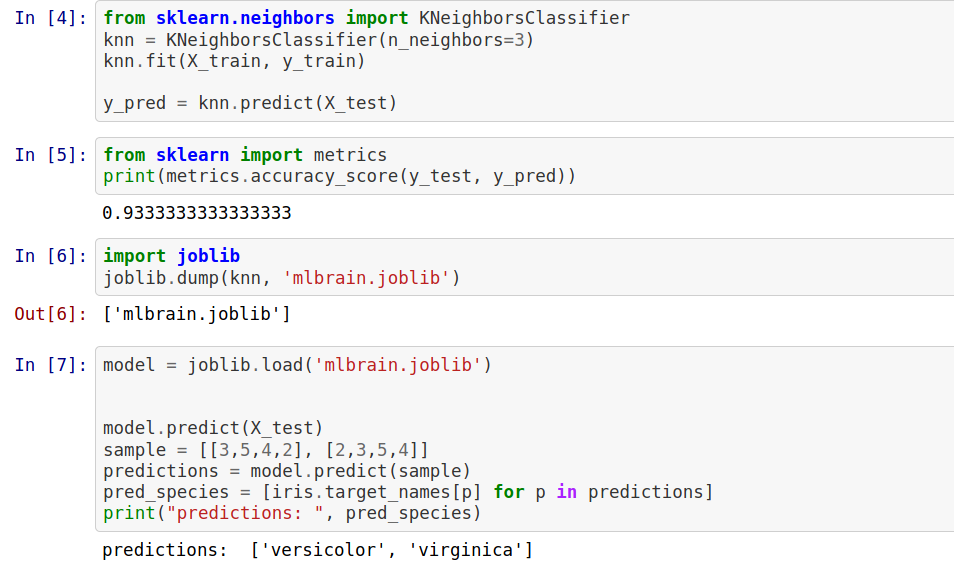 In [4]: from sklearn.neighbors import KNeighborsClassifier
knn = KNeighborsClassifier(n_neighbors=3)
knn.fit(X_train, y_train)
y_pred = knn.predict(X_test)
In [5]: from sklearn import metrics
print(metrics.accuracy_score(y_test, y_pred))
0.9333333333333333
In [6]: import joblib
joblib.dump(knn, 'mlbrain.joblib')
Out[6]: ['mlbrain.joblib']
In [7]: model = joblib.load('mlbrain.joblib')
model.predict(X_test)
sample = [[3,5,4,2], [2,3,5,4]]
predictions = model.predict(sample)
pred_species = [iris.target_names[p] for p in predictions]
print("predictions: ", pred_species)
predictions:  ['versicolor', 'virginica']